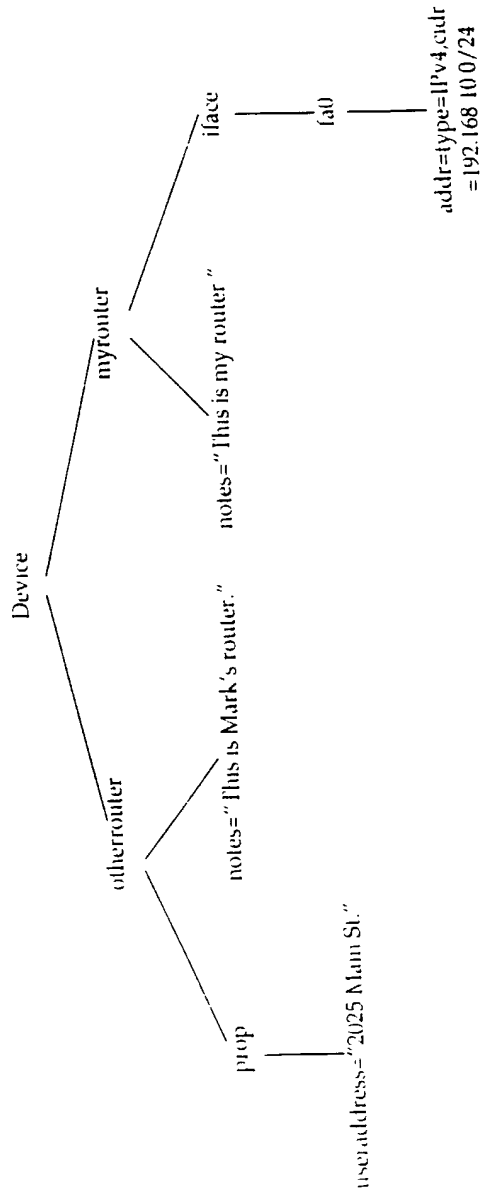 Device
otherrouter
myrouter
prop
notes="This is Mark's router."
notes="This is my router"
iface
useraddress="2025 Main St."
fa0
addr=type=IPv4,cidr
=192.168 10 0/24